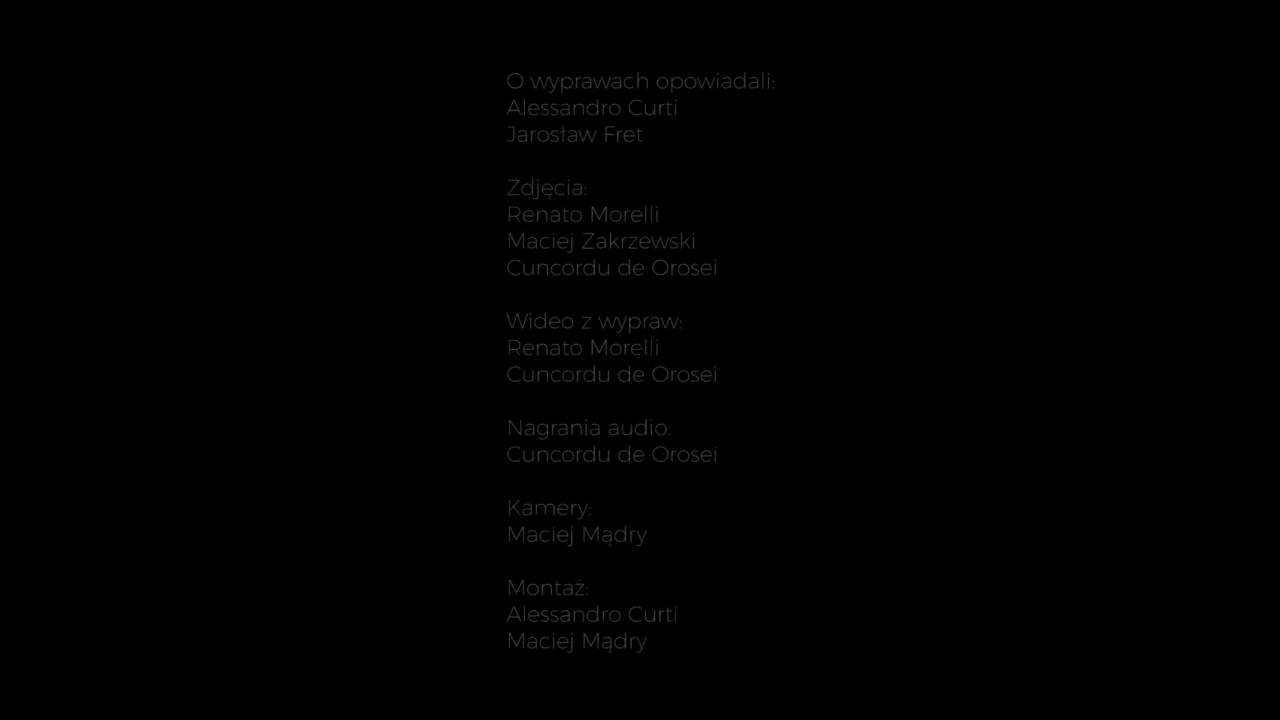 O wyprawach opowiadali:
Alessandro Curti
Jarosław Fret
Zdjęcia:
Renato Morelli
Maciej Zakrzewski
Cuncordu de Orosei
Wideo z wypraw:
Renato Morelli
Cuncordu de Orosei
Nagrania audio:
Cuncordu de Orosei
Kamery:
Maciej Mądry
Montaż:
Alessandro Curti
Maciej Mądry